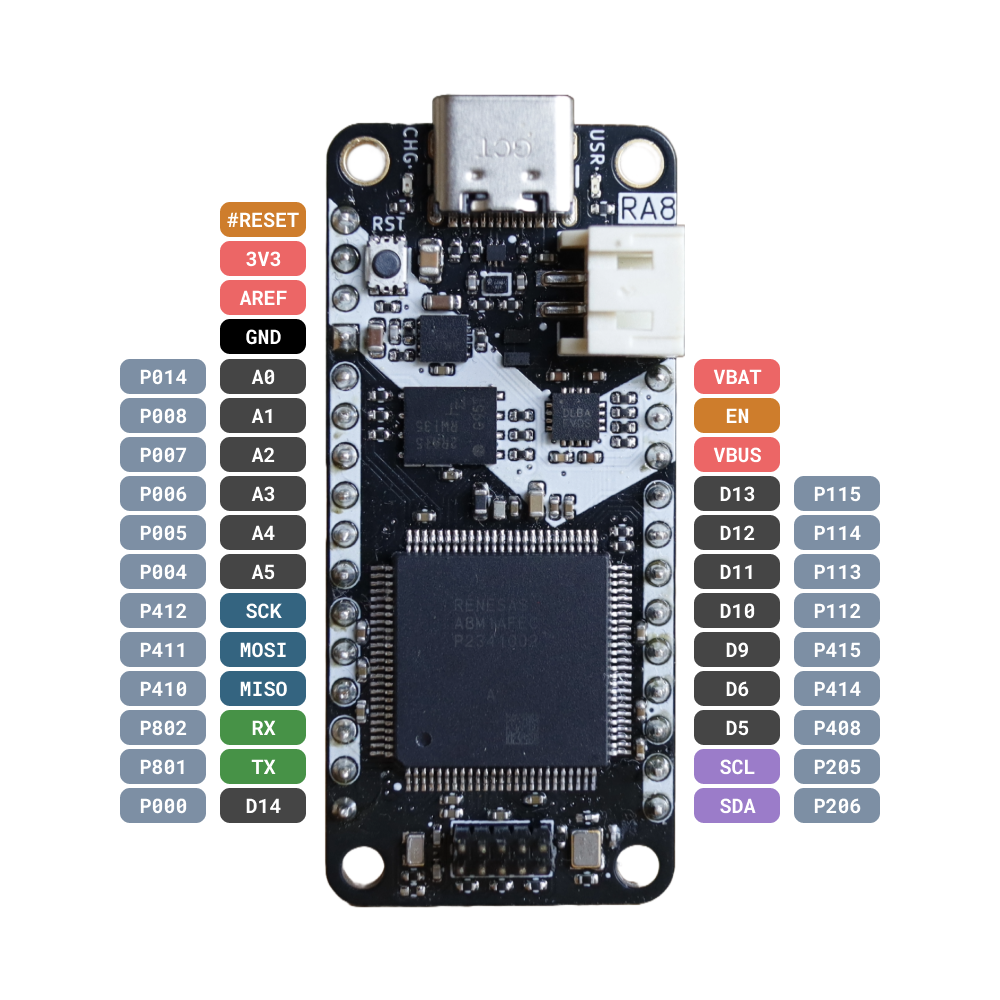 CHG
USR
GCT
RA8
RST
#RESET
3V3
AREF
GND
P014 A0
P008 A1
P007 A2
P006 A3
P005 A4
P004 A5
P412 SCK
P411 MOSI
P410 MISO
P802 RX
P801 TX
P000 D14
VBAT
EN
VBUS
D13 P115
D12 P114
D11 P113
D10 P112
D9 P415
D6 P414
D5 P408
SCL P205
SDA P206
RENESAS